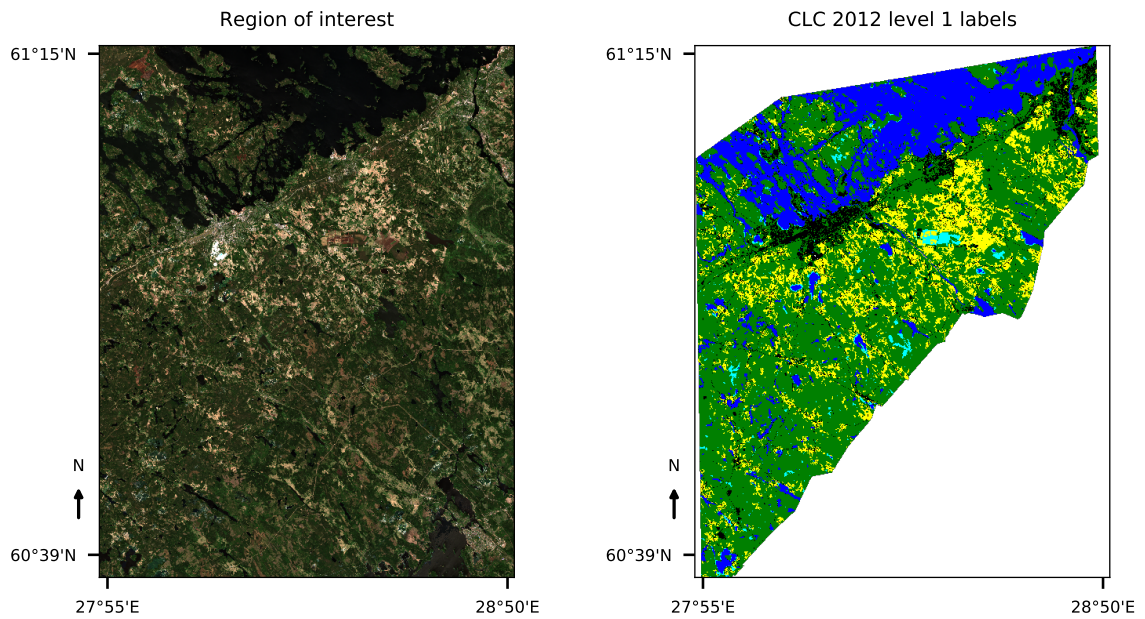 Region of interest
CLC 2012 level 1 labels
61°15'N
61°15'N
N
N
60°39'N
60°39'N
27°55'E
28°50'E
27°55'E
28°50'E